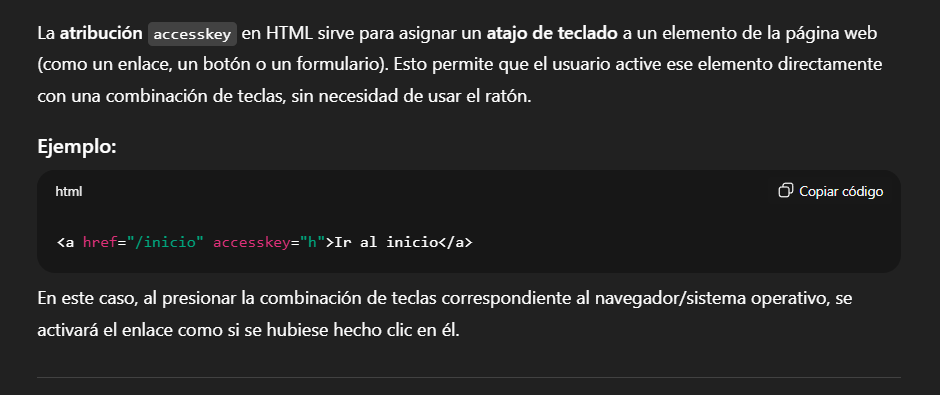 La atribución accesskey en HTML sirve para asignar un atajo de teclado a un elemento de la página web
(como un enlace, un botón o un formulario). Esto permite que el usuario active ese elemento directamente
con una combinación de teclas, sin necesidad de usar el ratón.
Ejemplo:
html
Copiar código
<a href="/inicio" accesskey="h">Ir al inicio</a>
En este caso, al presionar la combinación de teclas correspondiente al navegador/sistema operativo, se
activará el enlace como si se hubiese hecho clic en él.